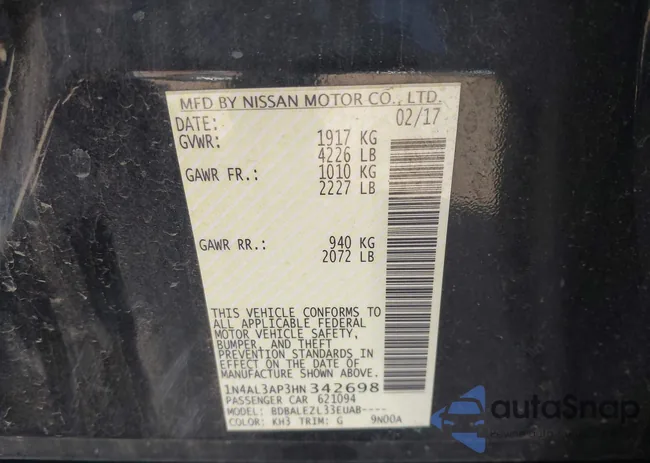 MFD BY NISSAN MOTOR CO., LTD.
DATE: 02/17
GVWR: 1917 KG
4226 LB
GAWR FR.: 1010 KG
2227 LB
GAWR RR.: 940 KG
2072 LB
THIS VEHICLE CONFORMS TO
ALL APPLICABLE FEDERAL
MOTOR VEHICLE SAFETY,
BUMPER, AND THEFT
PREVENTION STANDARDS IN
EFFECT ON THE DATE OF
MANUFACTURE SHOWN ABOVE.
1N4AL3AP3HN 342698
PASSENGER CAR 621094
MODEL: BDBALEZL33EUAB----
COLOR: KH3 TRIM: G 9N00A
autoSnap